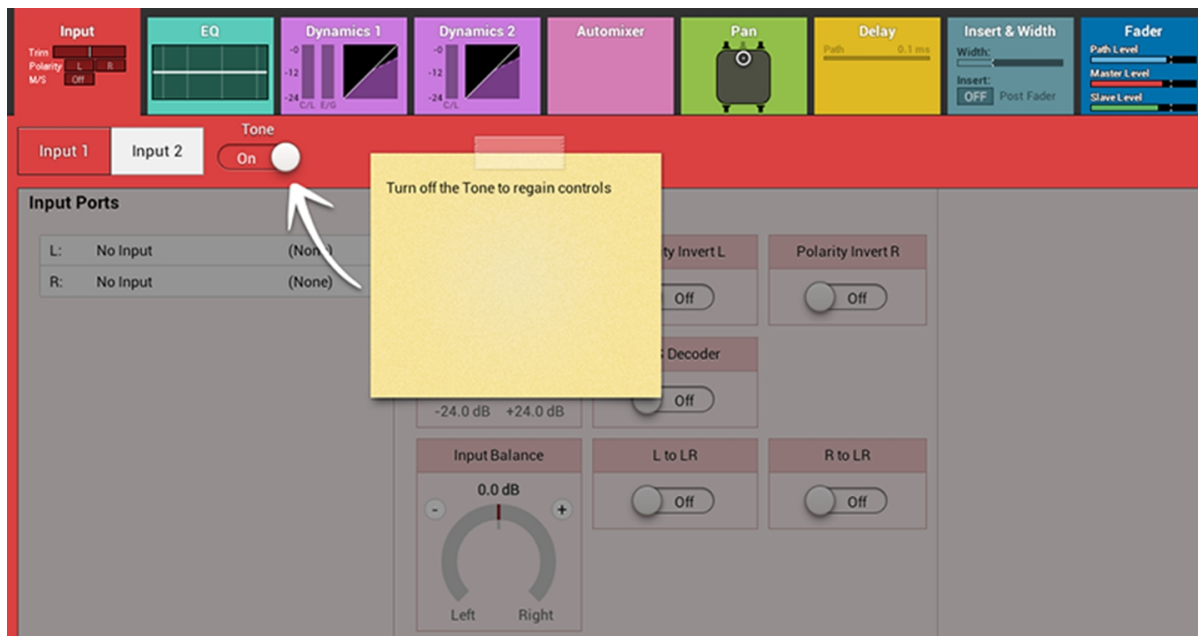 Input
EQ
Dynamics 1
Dynamics 2
Automixer
Pan
Delay
Insert & Width
Fader
Trim
Polarity L R
M/S Off
-0
-12
-24
C/L E/G
-0
-12
-24
C/L
Path 0.1 ms
Width:
Insert:
OFF Post Fader
Path Level
Master Level
Slave Level
Input 1
Input 2
Tone
On
Turn off the Tone to regain controls
Input Ports
L: No Input (None)
R: No Input (None)
ty Invert L
Off
Polarity Invert R
Off
Decoder
Off
-24.0 dB +24.0 dB
Input Balance
0.0 dB
- +
Left Right
L to LR
Off
R to LR
Off